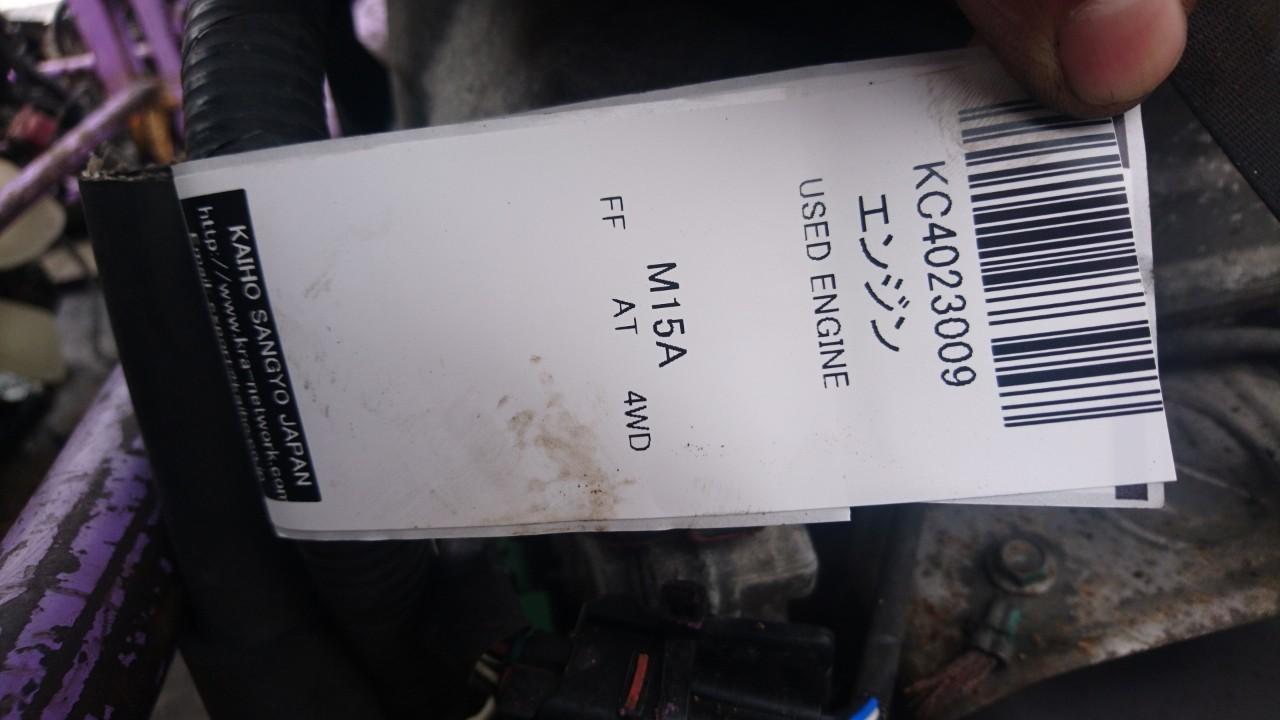 KC4023009
エンジン
USED ENGINE
M15A
FF AT 4WD
KAIHO SANGYO JAPAN
http://www.kra-network.com